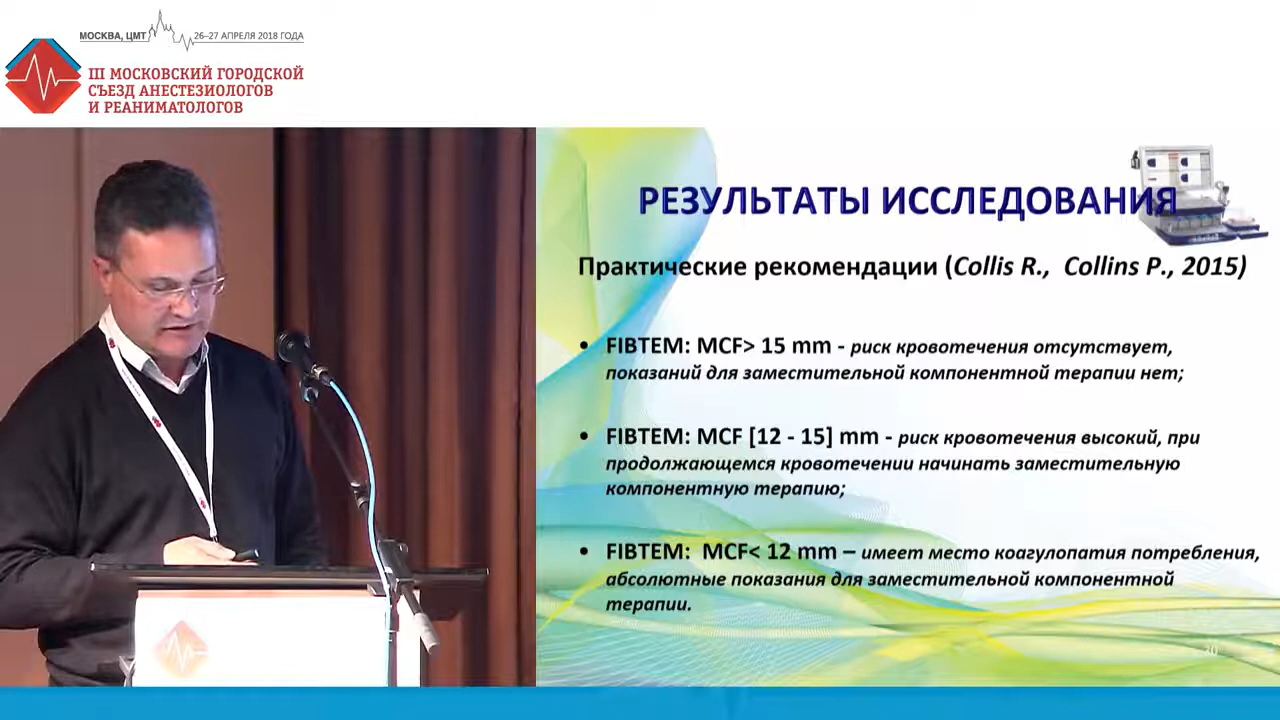 МОСКВА, ЦМТ 26–27 АПРЕЛЯ 2018 ГОДА
III МОСКОВСКИЙ ГОРОДСКОЙ
СЪЕЗД АНЕСТЕЗИОЛОГОВ
И РЕАНИМАТОЛОГОВ
РЕЗУЛЬТАТЫ ИССЛЕДОВАНИЯ
Практические рекомендации (Collis R., Collins P., 2015)
• FIBTEM: MCF> 15 mm - риск кровотечения отсутствует,
показаний для заместительной компонентной терапии нет;
• FIBTEM: MCF [12 - 15] mm - риск кровотечения высокий, при
продолжающемся кровотечении начинать заместительную
компонентную терапию;
• FIBTEM: MCF< 12 mm – имеет место коагулопатия потребления,
абсолютные показания для заместительной компонентной
терапии.
30